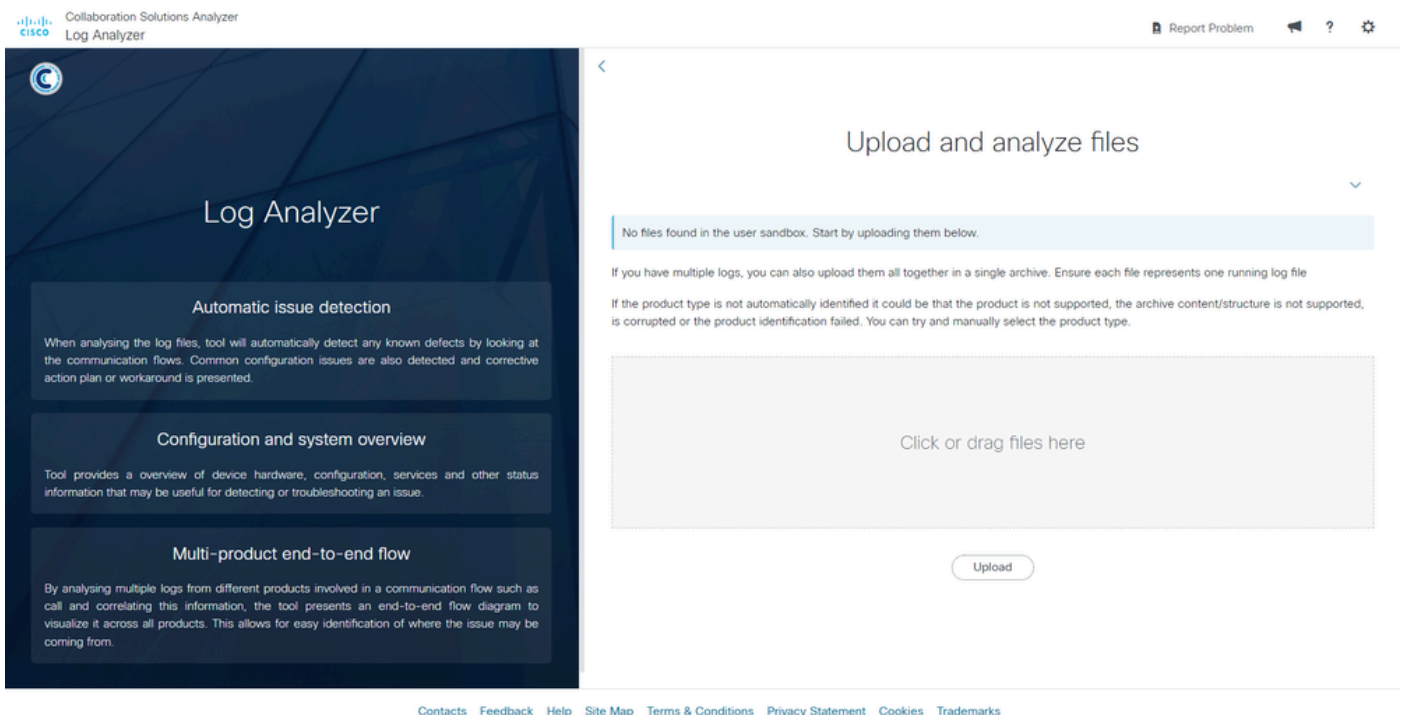 Collaboration Solutions Analyzer
cisco
Log Analyzer
Report Problem
?
Log Analyzer
Automatic issue detection
When analysing the log files, tool will automatically detect any known defects by looking at
the communication flows. Common configuration issues are also detected and corrective
action plan or workaround is presented.
Configuration and system overview
Tool provides a overview of device hardware, configuration, services and other status
information that may be useful for detecting or troubleshooting an issue.
Multi-product end-to-end flow
By analysing multiple logs from different products involved in a communication flow such as
call and correlating this information, the tool presents an end-to-end flow diagram to
visualize it across all products. This allows for easy identification of where the issue may be
coming from.
Upload and analyze files
No files found in the user sandbox. Start by uploading them below.
If you have multiple logs, you can also upload them all together in a single archive. Ensure each file represents one running log file
If the product type is not automatically identified it could be that the product is not supported, the archive content/structure is not supported,
is corrupted or the product identification failed. You can try and manually select the product type.
Click or drag files here
Upload
Contacts Feedback Help Site Map Terms & Conditions Privacy Statement Cookies Trademarks